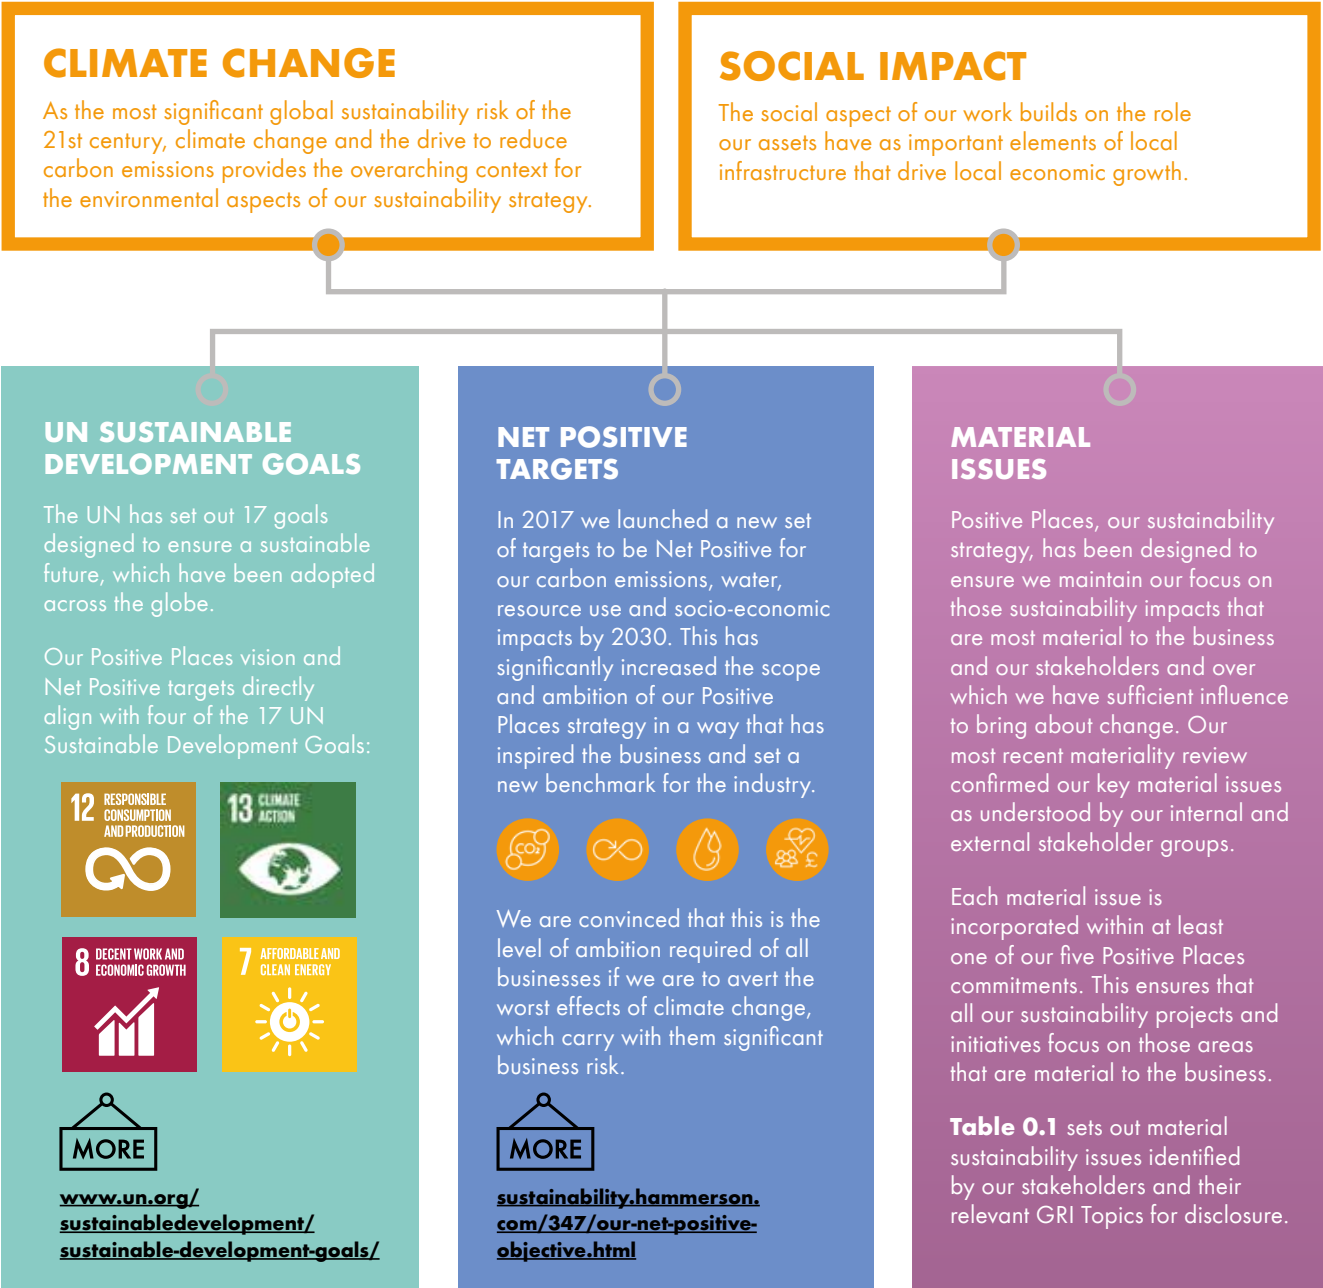 CLIMATE CHANGE
As the most significant global sustainability risk of the
21st century, climate change and the drive to reduce
carbon emissions provides the overarching context for
the environmental aspects of our sustainability strategy.
SOCIAL IMPACT
The social aspect of our work builds on the role
our assets have as important elements of local
infrastructure that drive local economic growth.
UN SUSTAINABLE
DEVELOPMENT GOALS
The UN has set out 17 goals
designed to ensure a sustainable
future, which have been adopted
across the globe.
Our Positive Places vision and
Net Positive targets directly
align with four of the 17 UN
Sustainable Development Goals:
12 RESPONSIBLE
CONSUMPTION
AND PRODUCTION
13 CLIMATE
ACTION
8 DECENT WORK AND
ECONOMIC GROWTH
7 AFFORDABLE AND
CLEAN ENERGY
MORE
www.un.org/
sustainabledevelopment/
sustainable-development-goals/
NET POSITIVE
TARGETS
In 2017 we launched a new set
of targets to be Net Positive for
our carbon emissions, water,
resource use and socio-economic
impacts by 2030. This has
significantly increased the scope
and ambition of our Positive
Places strategy in a way that has
inspired the business and set a
new benchmark for the industry.
CO2
£
We are convinced that this is the
level of ambition required of all
businesses if we are to avert the
worst effects of climate change,
which carry with them significant
business risk.
MORE
sustainability.hammerson.
com/347/our-net-positive-
objective.html
MATERIAL
ISSUES
Positive Places, our sustainability
strategy, has been designed to
ensure we maintain our focus on
those sustainability impacts that
are most material to the business
and our stakeholders and over
which we have sufficient influence
to bring about change. Our
most recent materiality review
confirmed our key material issues
as understood by our internal and
external stakeholder groups.
Each material issue is
incorporated within at least
one of our five Positive Places
commitments. This ensures that
all our sustainability projects and
initiatives focus on those areas
that are material to the business.
Table 0.1 sets out material
sustainability issues identified
by our stakeholders and their
relevant GRI Topics for disclosure.